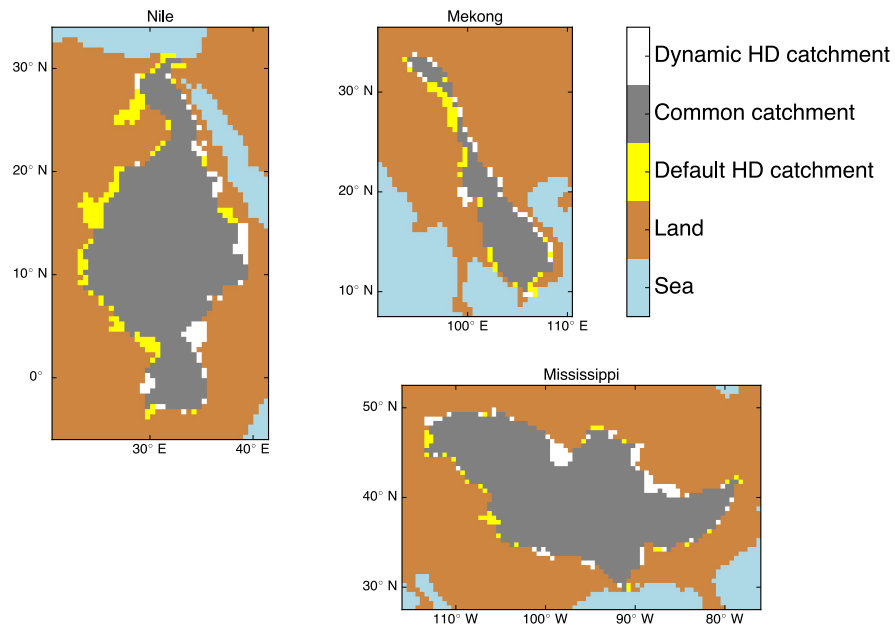 Nile
30° N
20° N
10° N
0°
30° E
40° E
Mekong
30° N
20° N
10° N
100° E
110° E
Dynamic HD catchment
Common catchment
Default HD catchment
Land
Sea
Mississippi
50° N
40° N
30° N
110° W
100° W
90° W
80° W